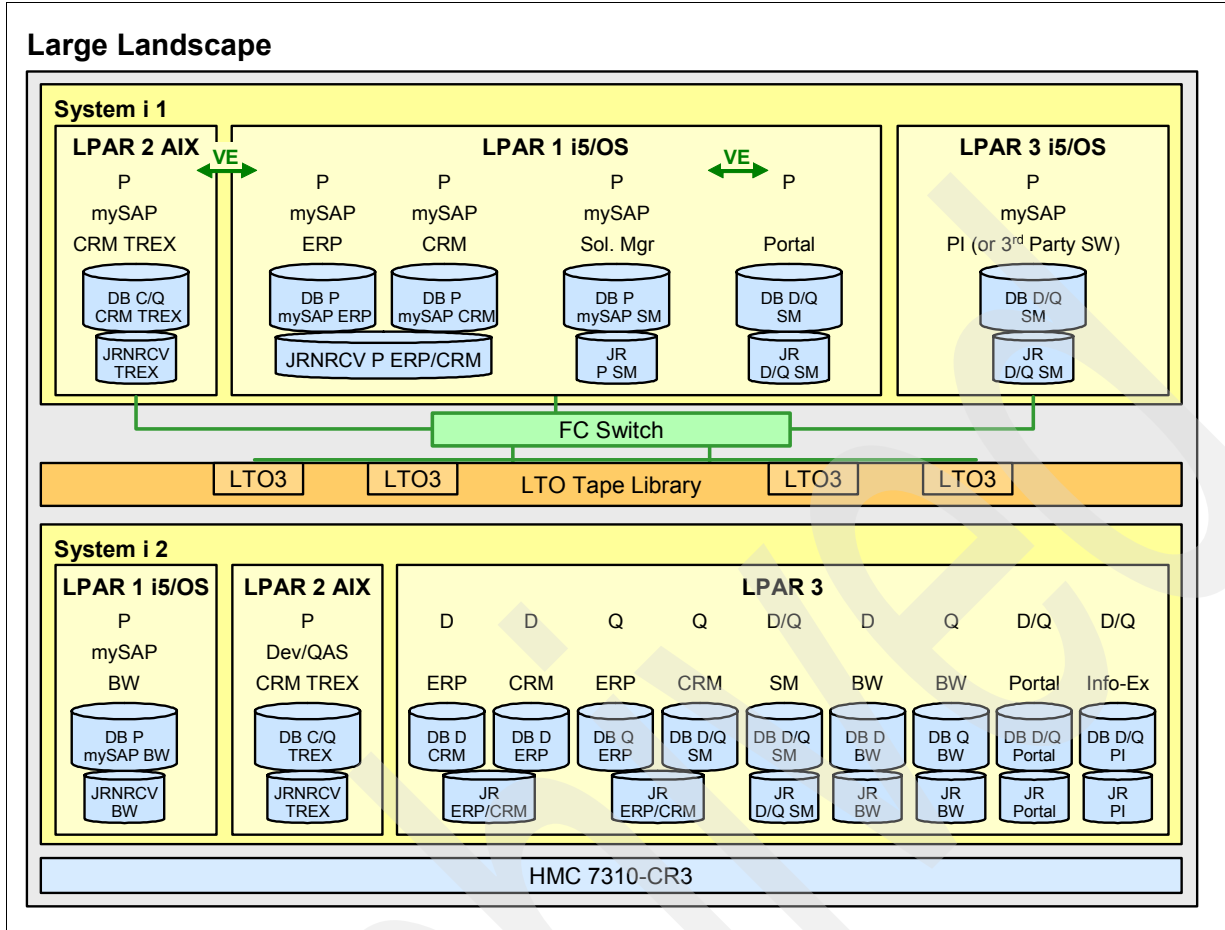 Large Landscape
System i 1
LPAR 2 AIX
VE
LPAR 1 i5/OS
VE
LPAR 3 i5/OS
P
mySAP
CRM TREX
P
mySAP
ERP
P
mySAP
CRM
P
mySAP
Sol. Mgr
P
Portal
P
mySAP
PI (or 3rd Party SW)
DB C/Q
CRM TREX
JRNRCV
TREX
DB P
mySAP ERP
DB P
mySAP CRM
JRNRCV P ERP/CRM
DB P
mySAP SM
JR
P SM
DB D/Q
SM
JR
D/Q SM
DB D/Q
SM
JR
D/Q SM
FC Switch
LTO3
LTO3
LTO Tape Library
LTO3
LTO3
System i 2
LPAR 1 i5/OS
P
mySAP
BW
DB P
mySAP BW
JRNRCV
BW
LPAR 2 AIX
P
Dev/QAS
CRM TREX
DB C/Q
TREX
JRNRCV
TREX
LPAR 3
D D Q Q D/Q D Q D/Q D/Q
ERP CRM ERP CRM SM BW BW Portal Info-Ex
DB D
CRM
DB D
ERP
DB Q
ERP
DB D/Q
SM
DB D/Q
SM
DB D
BW
DB Q
BW
DB D/Q
Portal
DB D/Q
PI
JR
ERP/CRM
JR
ERP/CRM
JR
D/Q SM
JR
BW
JR
BW
JR
Portal
JR
PI
HMC 7310-CR3